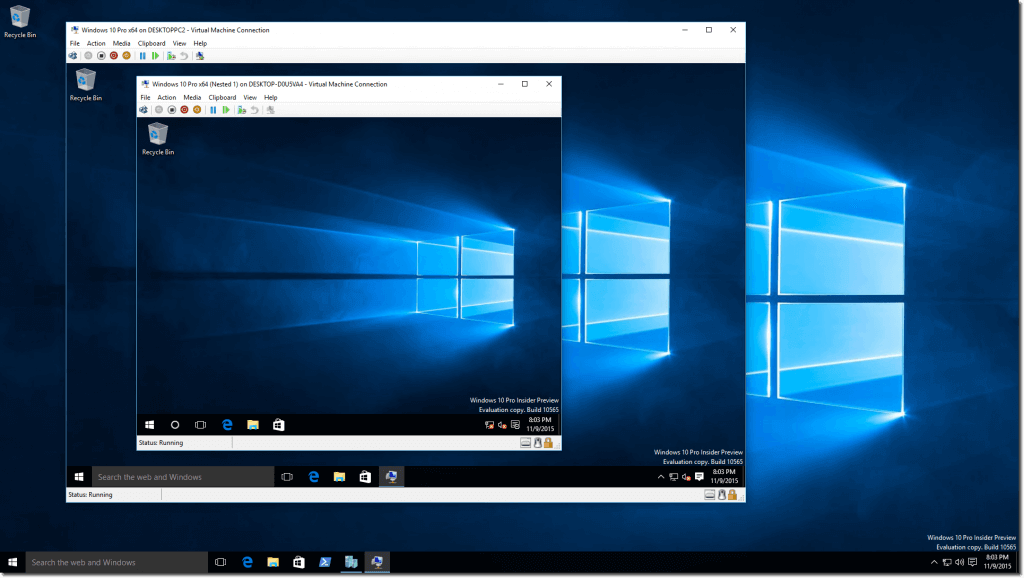 Recycle Bin
Windows 10 Pro x64 on DESKTOPPC2 - Virtual Machine Connection
File Action Media Clipboard View Help
Recycle Bin
Windows 10 Pro x64 (Nested 1) on DESKTOP-D0U5VA4 - Virtual Machine Connection
File Action Media Clipboard View Help
Recycle Bin
Windows 10 Pro Insider Preview
Evaluation copy. Build 10565
8:03 PM
11/9/2015
Status: Running
Windows 10 Pro Insider Preview
Evaluation copy. Build 10565
Search the web and Windows
8:03 PM
11/9/2015
Status: Running
Windows 10 Pro Insider Preview
Evaluation copy. Build 10565
Search the web and Windows
8:03 PM
11/9/2015